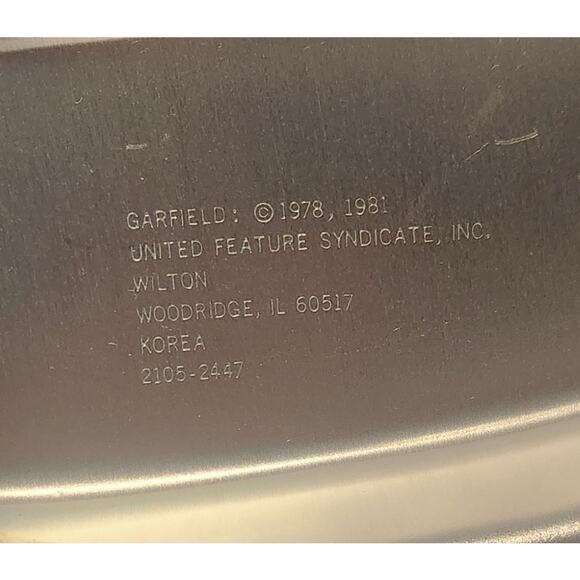 GARFIELD: © 1978, 1981
UNITED FEATURE SYNDICATE, INC.
WILTON
WOODRIDGE, IL 60517
KOREA
2105-2447